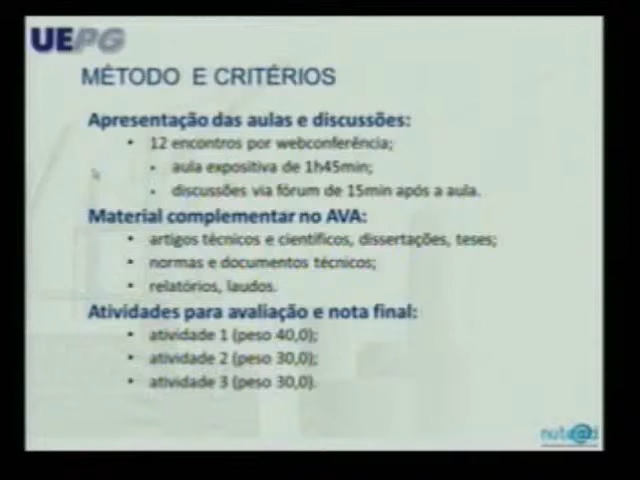 UEPG
MÉTODO E CRITÉRIOS
Apresentação das aulas e discussões:
• 12 encontros por webconferência;
• aula expositiva de 1h45min;
• discussões via fórum de 15min após a aula.
Material complementar no AVA:
• artigos técnicos e científicos, dissertações, teses;
• normas e documentos técnicos;
• relatórios, laudos.
Atividades para avaliação e nota final:
• atividade 1 (peso 40,0);
• atividade 2 (peso 30,0);
• atividade 3 (peso 30,0).
nute@d